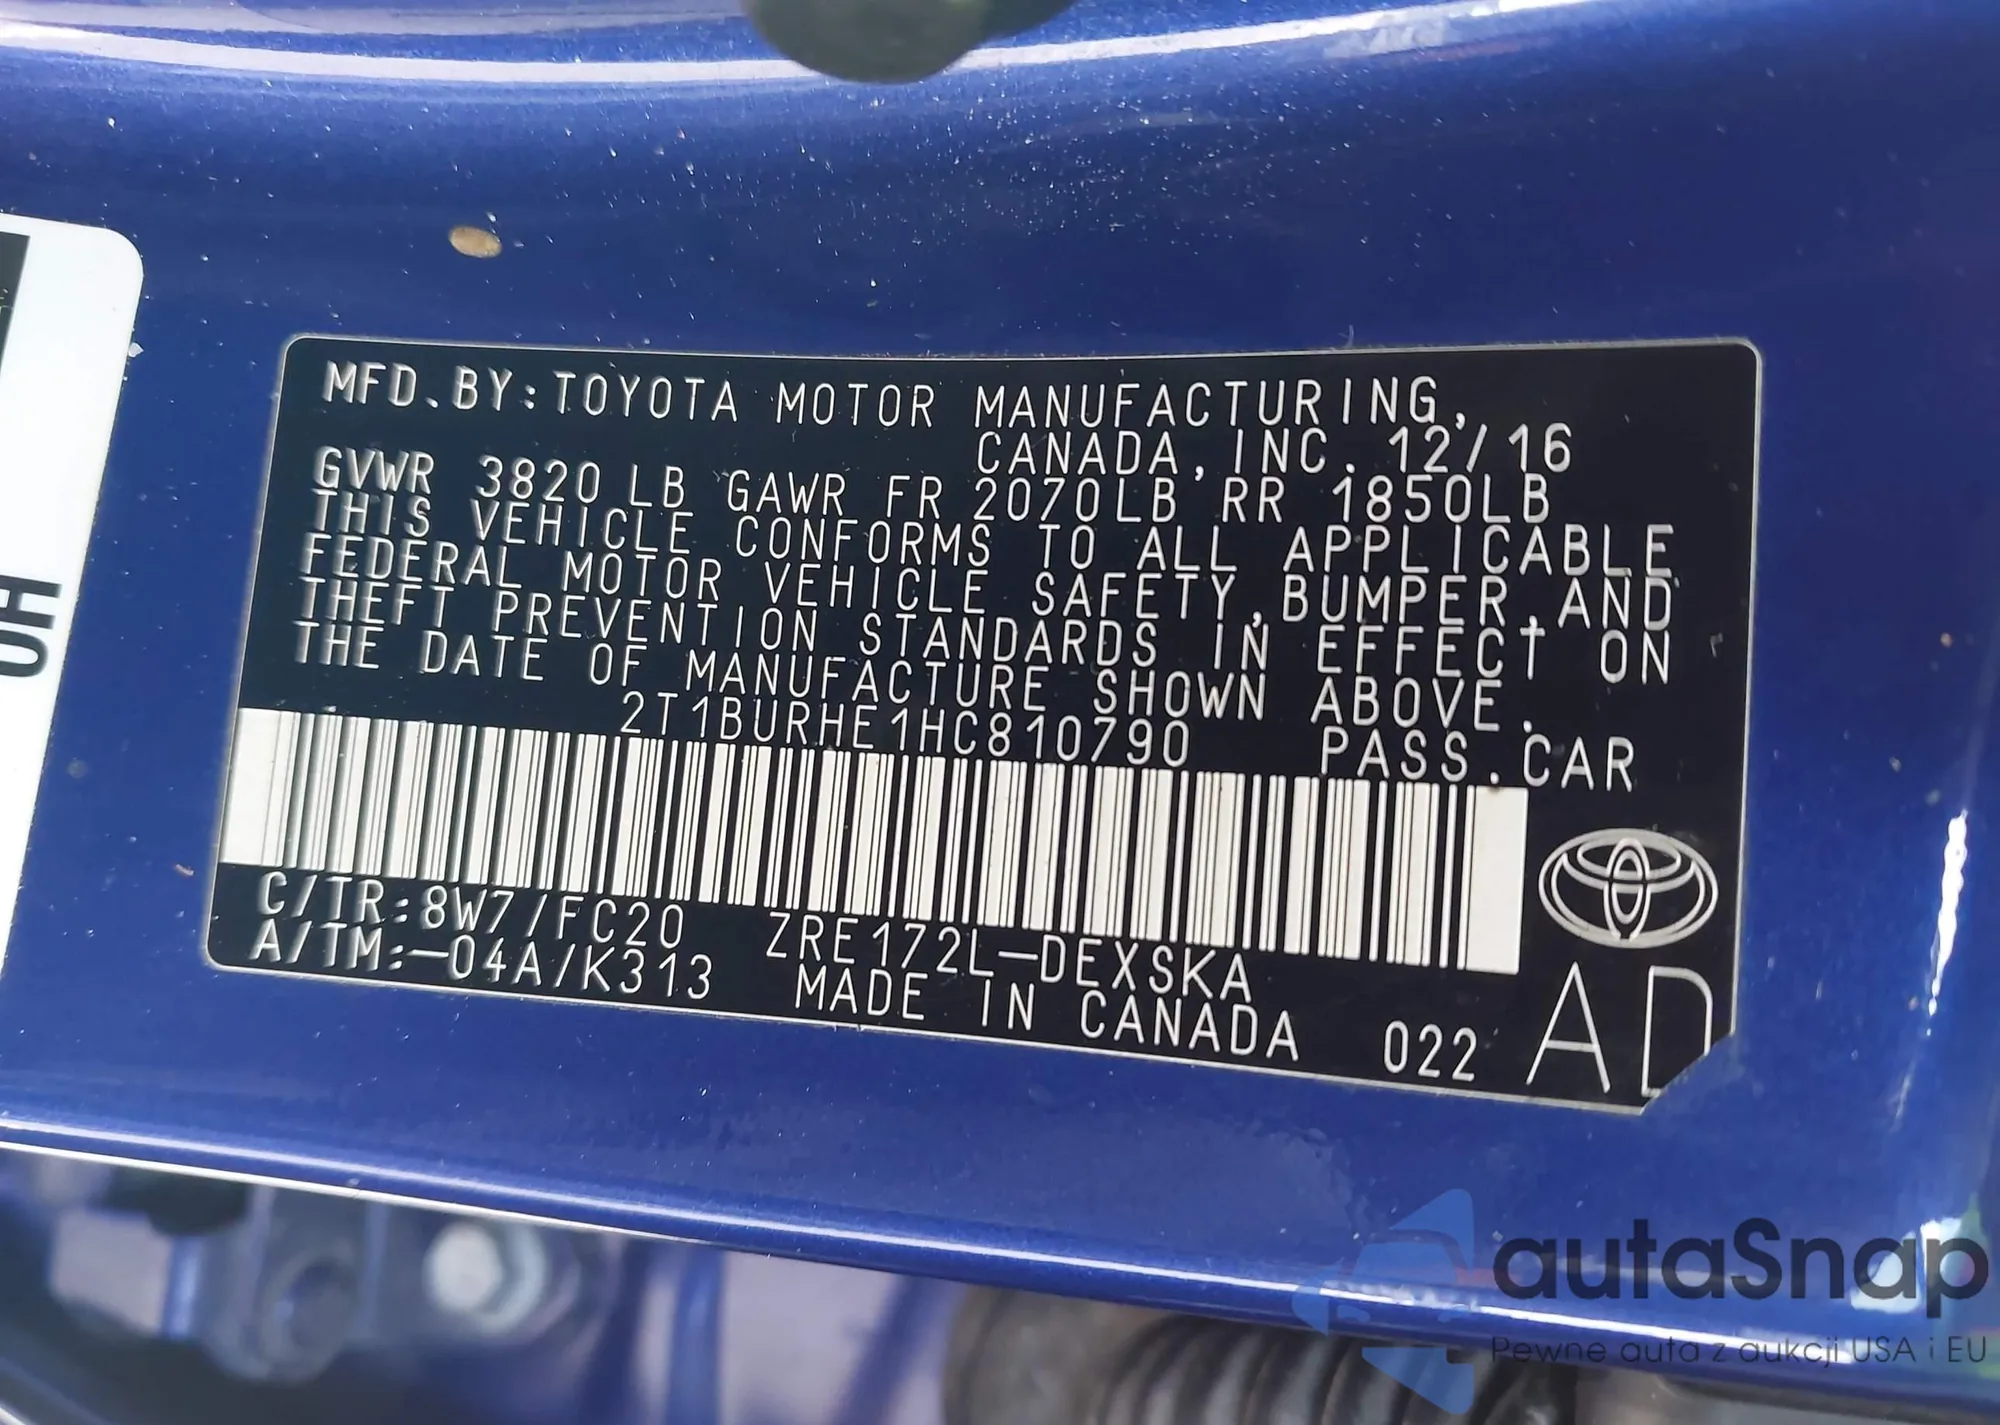 MFD.BY:TOYOTA MOTOR MANUFACTURING,
CANADA,INC. 12/16
GVWR 3820LB GAWR FR 2070LB RR 1850LB
THIS VEHICLE CONFORMS TO ALL APPLICABLE
FEDERAL MOTOR VEHICLE SAFETY,BUMPER,AND
THEFT PREVENTION STANDARDS IN EFFECT ON
THE DATE OF MANUFACTURE SHOWN ABOVE.
2T1BURHE1HC810790 PASS.CAR
C/TR:8W7/FC20 ZRE172L-DEXSKA
A/TM:-04A/K313 MADE IN CANADA 022
AD
autaSnap
Pewne auta z aukcji USA i EU